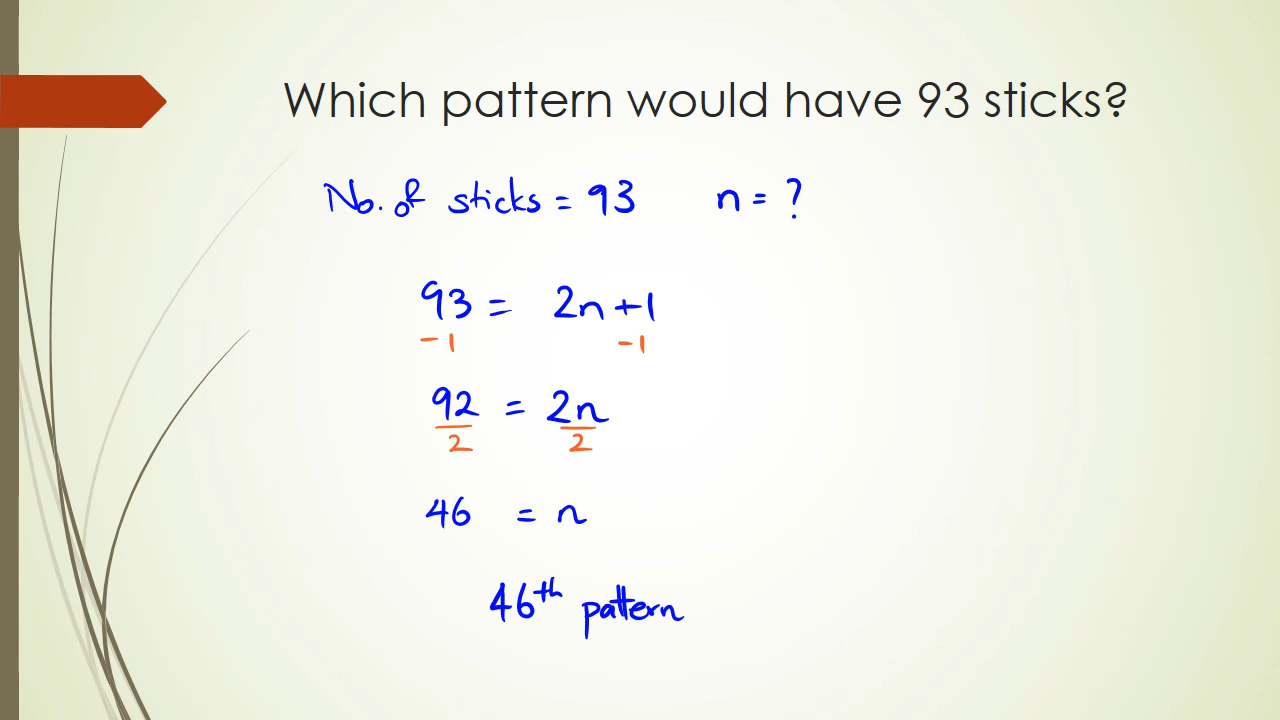 Which pattern would have 93 sticks?
No. of sticks = 93 n = ?
93 = 2n + 1
-1 -1
92 = 2n
2 2
46 = n
46th pattern